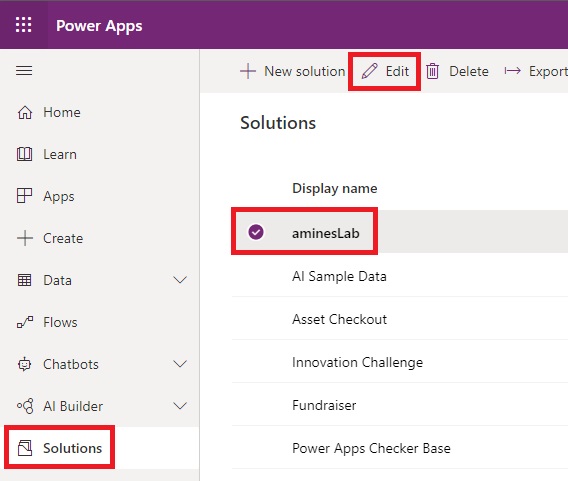 Power Apps
New solution Edit Delete Export
Home
Learn
Apps
Create
Data
Flows
Chatbots
AI Builder
Solutions
Solutions
Display name
aminesLab
AI Sample Data
Asset Checkout
Innovation Challenge
Fundraiser
Power Apps Checker Base